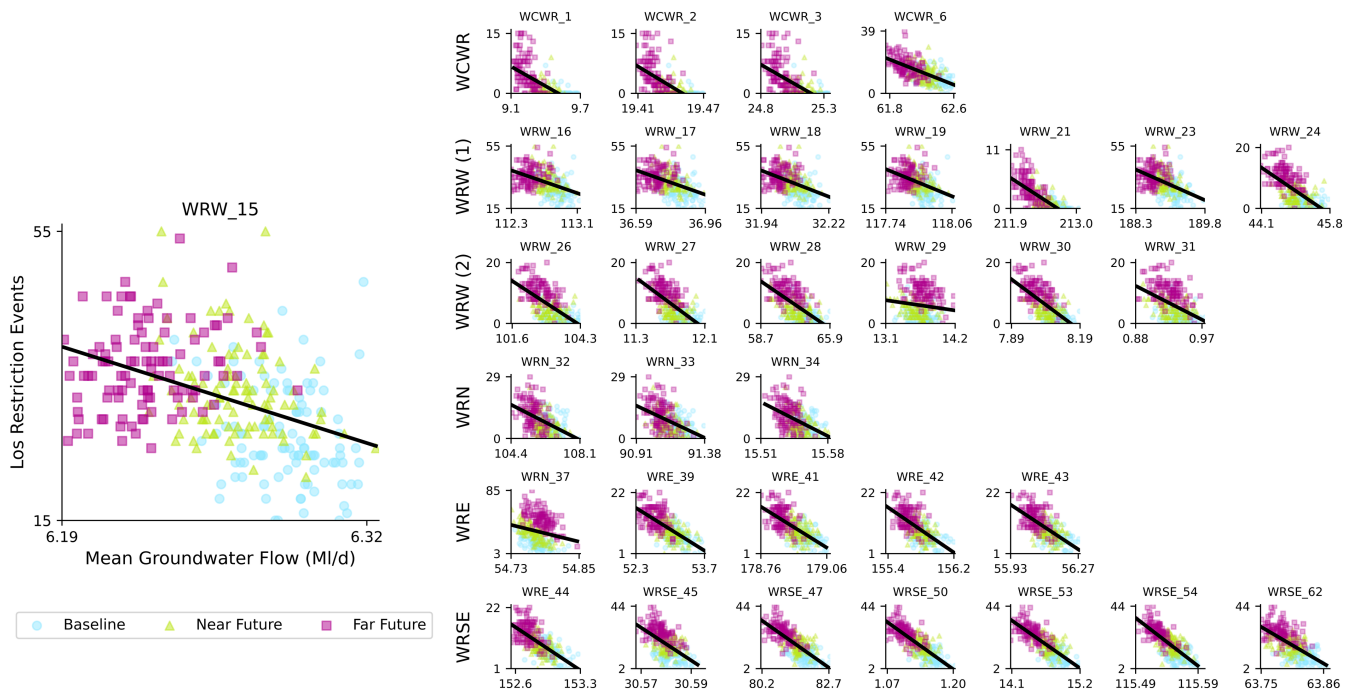 WRW_15
55
15
6.19 6.32
Los Restriction Events
Mean Groundwater Flow (Ml/d)
Baseline Near Future Far Future
WCWR
WCWR_1 WCWR_2 WCWR_3 WCWR_6
15 15 15 39
0 0 0 0
9.1 9.7 19.41 19.47 24.8 25.3 61.8 62.6
WRW (1)
WRW_16 WRW_17 WRW_18 WRW_19 WRW_21 WRW_23 WRW_24
55 55 55 55 11 55 20
15 15 15 15 0 15 0
112.3 113.1 36.59 36.96 31.94 32.22 117.74 118.06 211.9 213.0 188.3 189.8 44.1 45.8
WRW (2)
WRW_26 WRW_27 WRW_28 WRW_29 WRW_30 WRW_31
20 20 20 20 20 20
0 0 0 0 0 0
101.6 104.3 11.3 12.1 58.7 65.9 13.1 14.2 7.89 8.19 0.88 0.97
WRN
WRN_32 WRN_33 WRN_34
29 29 29
0 0 0
104.4 108.1 90.91 91.38 15.51 15.58
WRE
WRN_37 WRE_39 WRE_41 WRE_42 WRE_43
85 22 22 22 22
3 1 1 1 1
54.73 54.85 52.3 53.7 178.76 179.06 155.4 156.2 55.93 56.27
WRSE
WRE_44 WRSE_45 WRSE_47 WRSE_50 WRSE_53 WRSE_54 WRSE_62
22 44 44 44 44 44 44
1 2 2 2 2 2 2
152.6 153.3 30.57 30.59 80.2 82.7 1.07 1.20 14.1 15.2 115.49 115.59 63.75 63.86